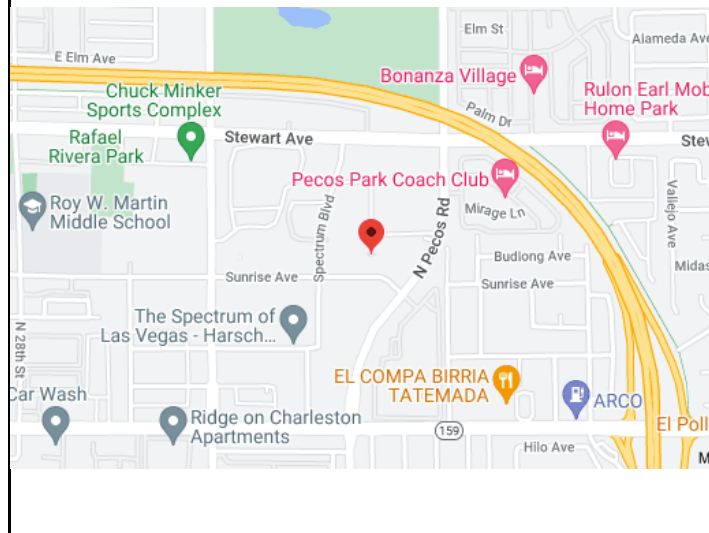 Elm St
Alameda Ave
E Elm Ave
Bonanza Village
Chuck Minker
Sports Complex
Rulon Earl Mob
Home Park
Palm Dr
Rafael
Rivera Park
Stewart Ave
Stew
Pecos Park Coach Club
Vallejo Ave
Roy W. Martin
Middle School
Mirage Ln
Spectrum Blvd
N Pecos Rd
Budlong Ave
Midas
Sunrise Ave
Sunrise Ave
The Spectrum of
Las Vegas - Harsch...
N 28th St
EL COMPA BIRRIA
TATEMADA
Car Wash
ARCO
Ridge on Charleston
Apartments
159
El Poll
Hilo Ave
M